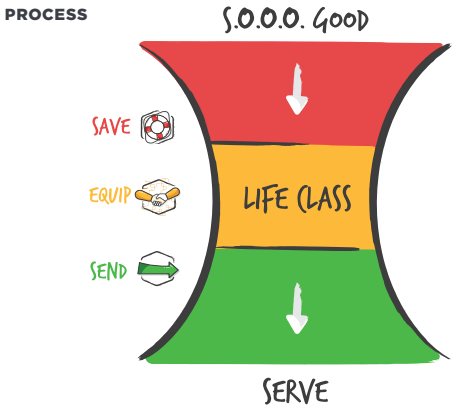 PROCESS
S.O.O.O. GOOD
SAVE
EQUIP
LIFE CLASS
SEND
SERVE